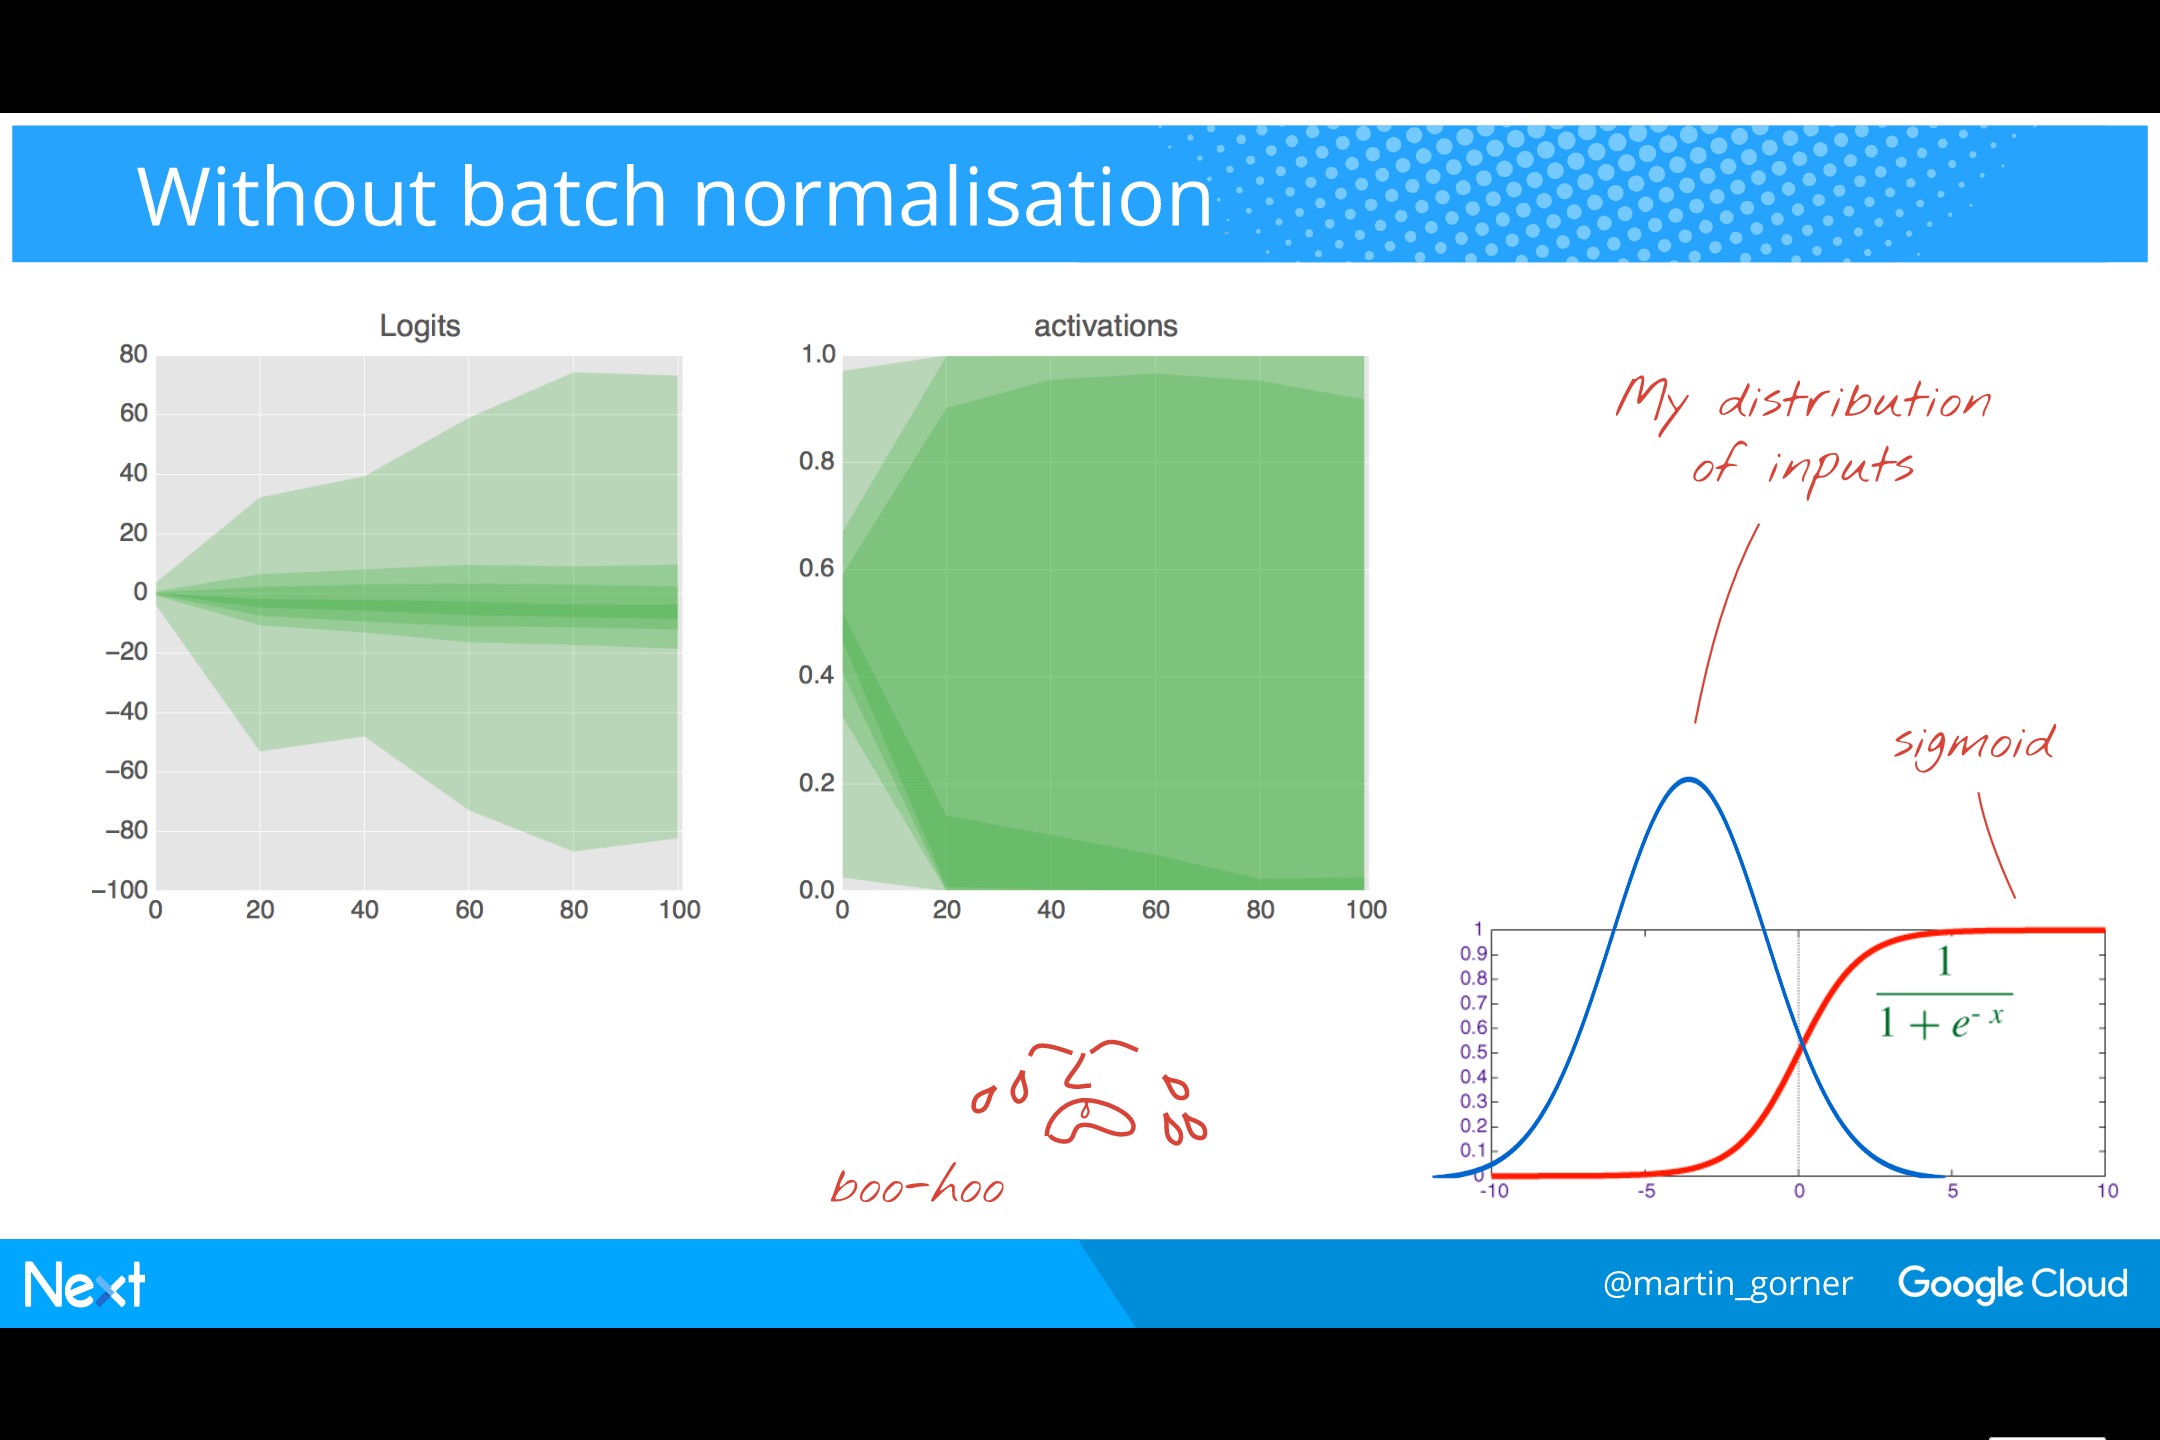 Without batch normalisation
Logits
80
60
40
20
0
−20
−40
−60
−80
−100
0 20 40 60 80 100
activations
1.0
0.8
0.6
0.4
0.2
0.0
0 20 40 60 80 100
My distribution
of inputs
sigmoid
1
0.9
0.8
0.7
0.6
0.5
0.4
0.3
0.2
0.1
0
-10 -5 0 5 10
1
1 + e- x
boo-hoo
Next
@martin_gorner
Google Cloud